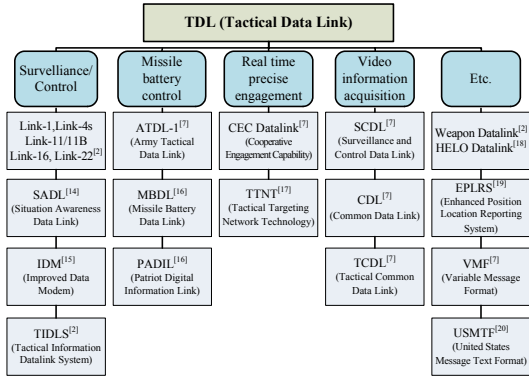 TDL (Tactical Data Link)
Survelliance/
Control
Link-1,Link-4s
Link-11/11B
Link-16, Link-22[2]
SADL[14]
(Situation Awareness
Data Link)
IDM[15]
(Improved Data
Modem)
TIDLS[2]
(Tactical Information
Datalink System)
Missile
battery
control
ATDL-1[7]
(Army Tactical
Data Link)
MBDL[16]
(Missile Battery
Data Link)
PADIL[16]
(Patriot Digital
Information Link)
Real time
precise
engagement
CEC Datalink[7]
(Cooperative
Engagement Capability)
TTNT[17]
(Tactical Targeting
Network Technology)
Video
information
acquisition
SCDL[7]
(Surveillance and
Control Data Link)
CDL[7]
(Common Data Link)
TCDL[7]
(Tactical Common
Data Link)
Etc.
Weapon Datalink[2]
HELO Datalink[18]
EPLRS[19]
(Enhanced Position
Location Reporting
System)
VMF[7]
(Variable Message
Format)
USMTF[20]
(United States
Message Text Format)